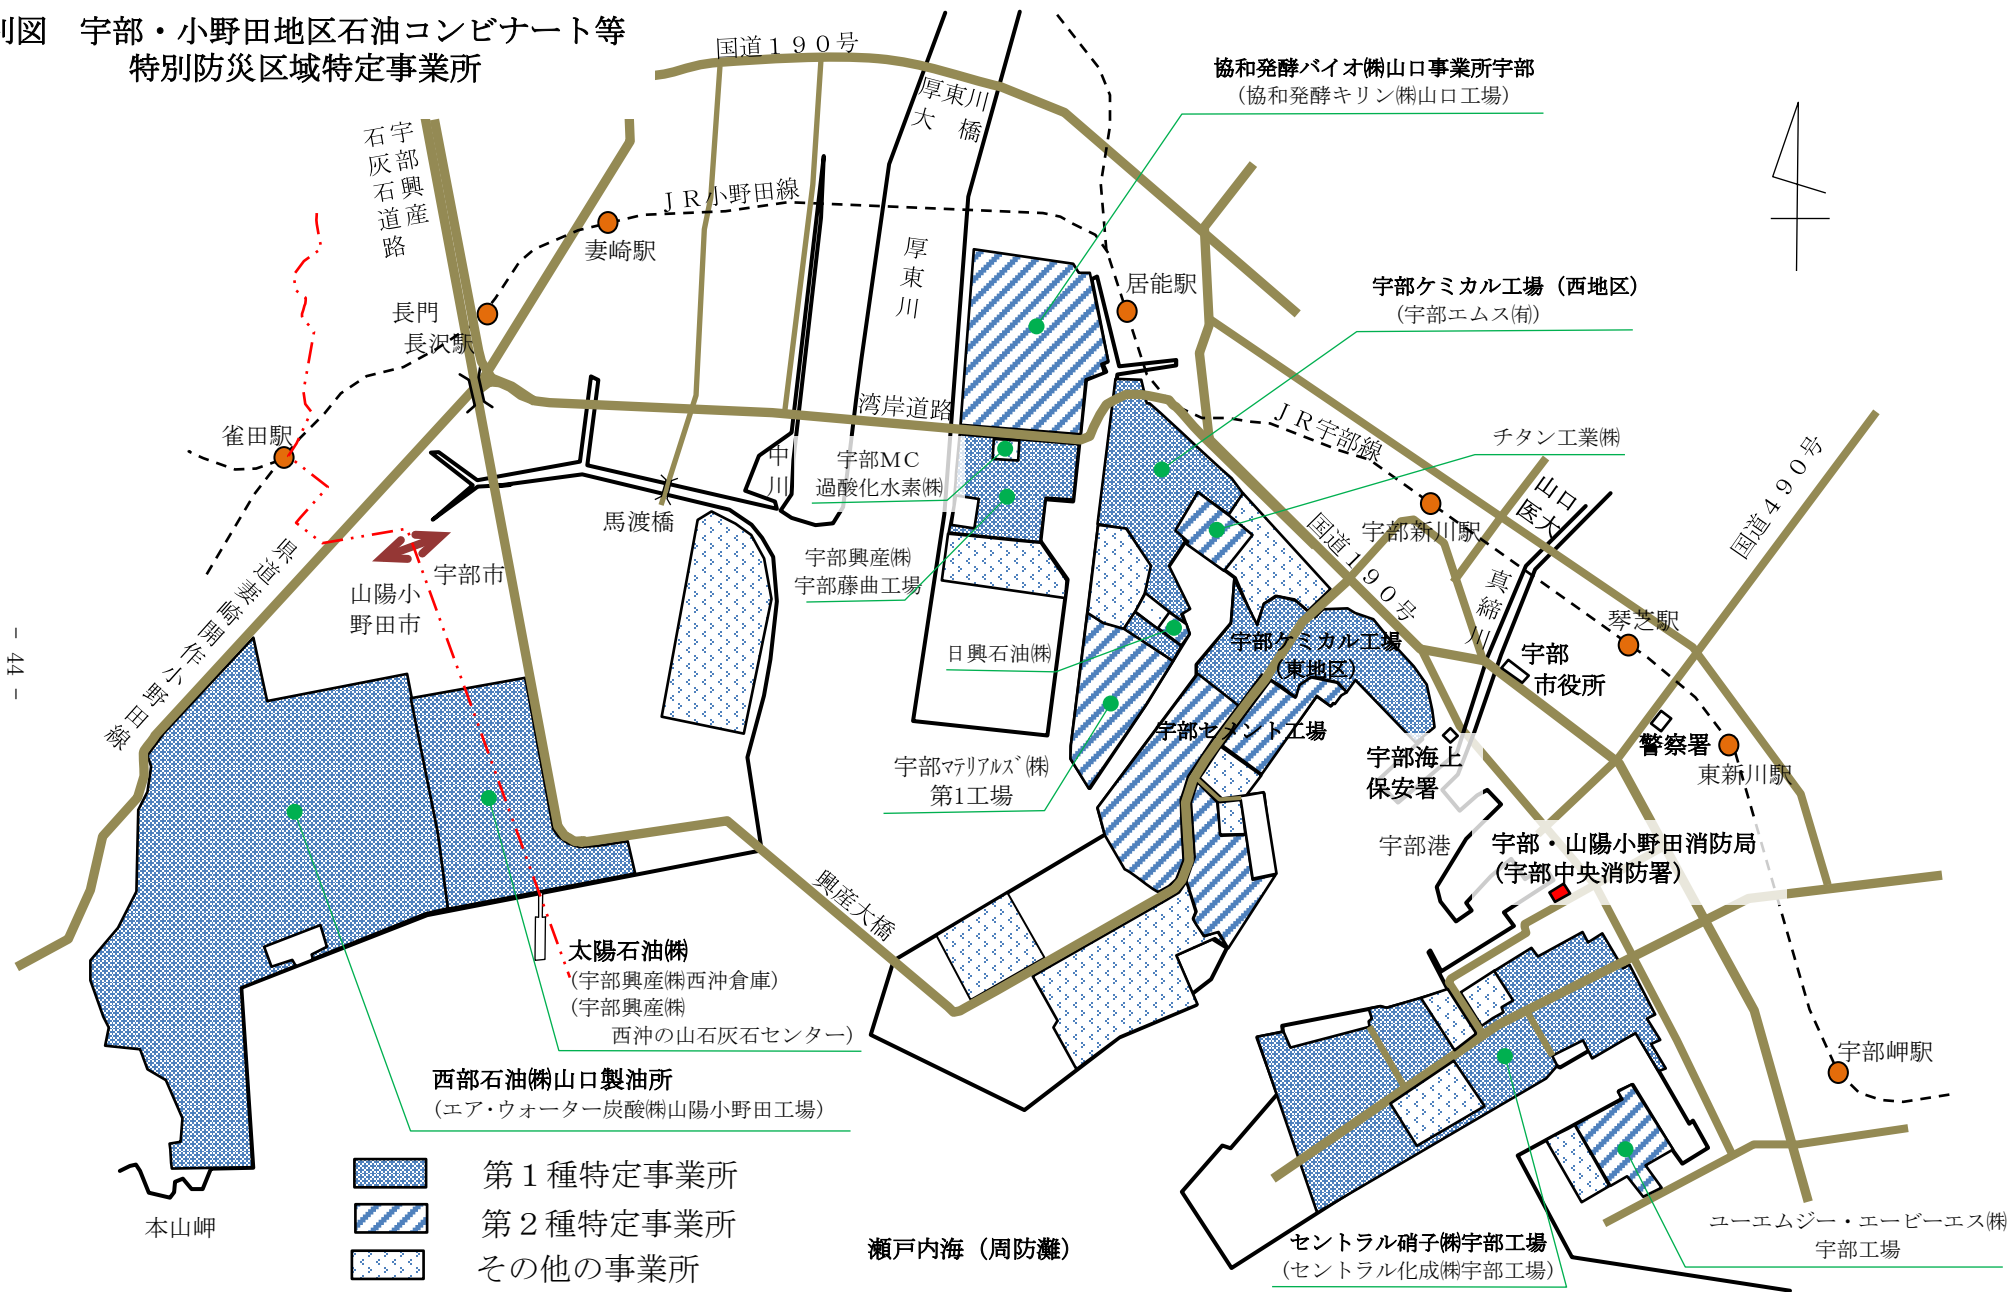 別図　宇部・小野田地区石油コンビナート等
特別防災区域特定事業所
国道１９０号
厚東川
大　橋
協和発酵バイオ㈱山口事業所宇部
（協和発酵キリン㈱山口工場）
宇部興産
石灰石道路
ＪＲ小野田線
妻崎駅
厚東川
居能駅
宇部ケミカル工場（西地区）
（宇部エムス㈲）
長門
長沢駅
湾岸道路
ＪＲ宇部線
チタン工業㈱
雀田駅
中川
宇部MC
過酸化水素㈱
馬渡橋
山口
医大
国道４９０号
国道１９０号
宇部新川駅
県道妻崎開作小野田線
宇部市
山陽小
野田市
宇部興産㈱
宇部藤曲工場
真締川
琴芝駅
日興石油㈱
宇部ケミカル工場
（東地区）
宇部
市役所
宇部セメント工場
警察署
東新川駅
宇部海上
保安署
宇部ﾏﾃﾘｱﾙｽﾞ㈱
第1工場
宇部港
宇部・山陽小野田消防局
（宇部中央消防署）
興産大橋
太陽石油㈱
（宇部興産㈱西沖倉庫）
（宇部興産㈱
西沖の山石灰石センター）
宇部岬駅
西部石油㈱山口製油所
（エア・ウォーター炭酸㈱山陽小野田工場）
第１種特定事業所
第２種特定事業所
その他の事業所
本山岬
瀬戸内海（周防灘）
セントラル硝子㈱宇部工場
（セントラル化成㈱宇部工場）
ユーエムジー・エービーエス㈱
宇部工場
- 44 -